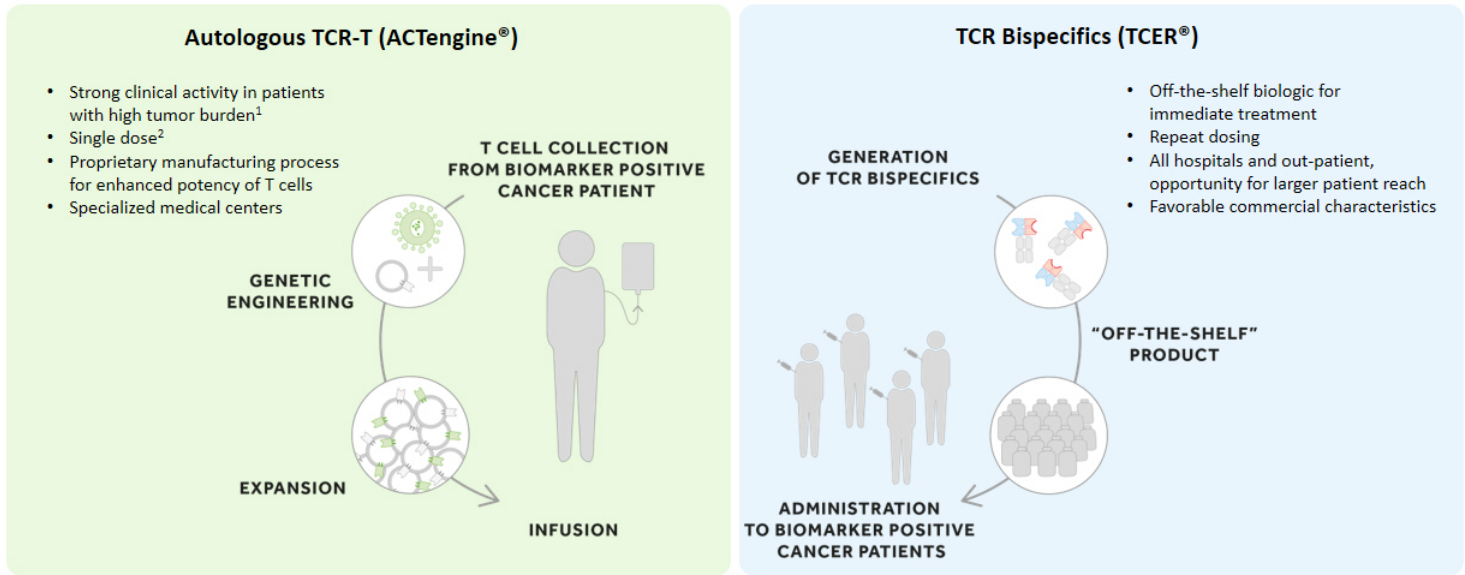 Autologous TCR-T (ACTengine®)
• Strong clinical activity in patients
with high tumor burden¹
• Single dose²
• Proprietary manufacturing process
for enhanced potency of T cells
• Specialized medical centers
T CELL COLLECTION
FROM BIOMARKER POSITIVE
CANCER PATIENT
GENETIC
ENGINEERING
EXPANSION
INFUSION
TCR Bispecifics (TCER®)
• Off-the-shelf biologic for
immediate treatment
• Repeat dosing
• All hospitals and out-patient,
opportunity for larger patient reach
• Favorable commercial characteristics
GENERATION
OF TCR BISPECIFICS
“OFF-THE-SHELF”
PRODUCT
ADMINISTRATION
TO BIOMARKER POSITIVE
CANCER PATIENTS